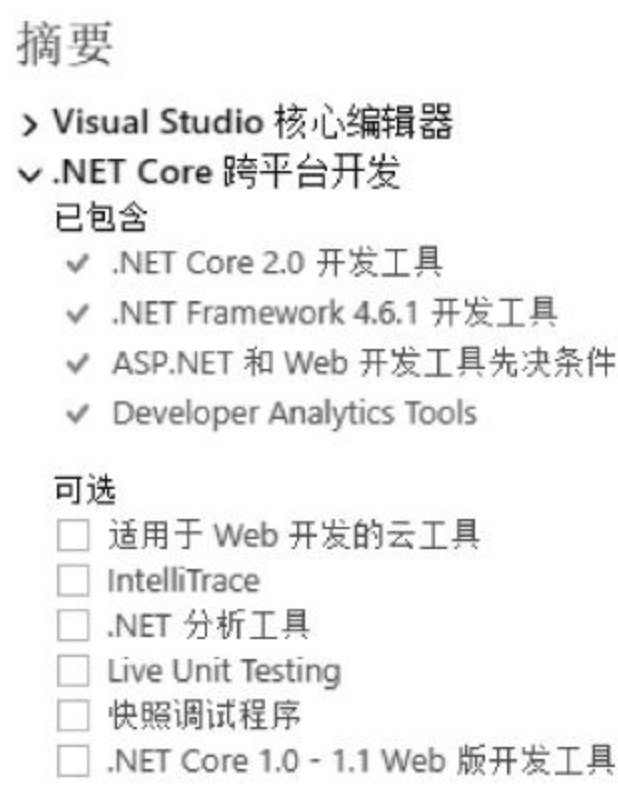 摘要
Visual Studio 核心编辑器
.NET Core 跨平台开发
已包含
.NET Core 2.0 开发工具
.NET Framework 4.6.1 开发工具
ASP.NET 和 Web 开发工具先决条件
Developer Analytics Tools
可选
适用于 Web 开发的云工具
IntelliTrace
.NET 分析工具
Live Unit Testing
快照调试程序
.NET Core 1.0 - 1.1 Web 版开发工具